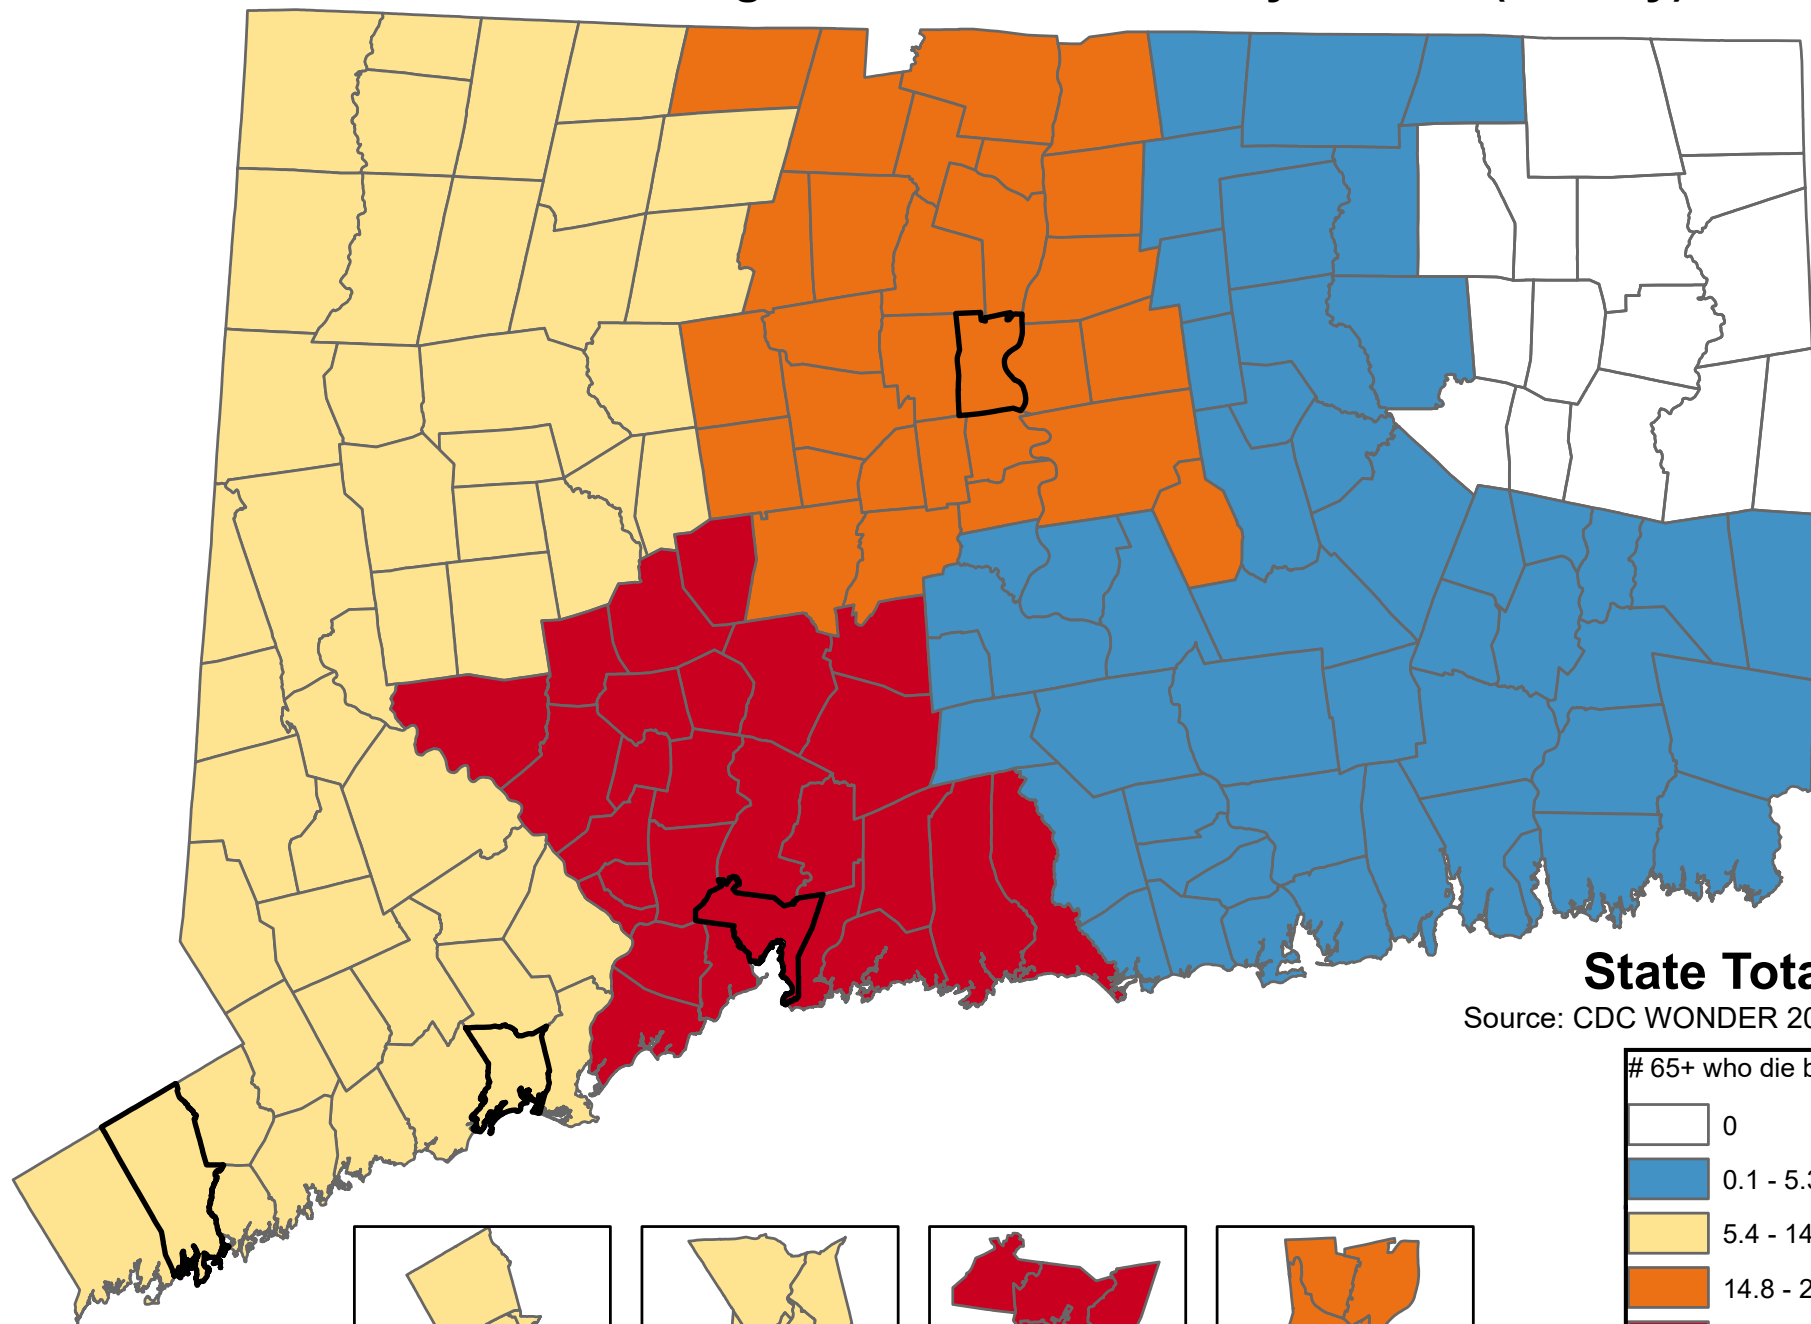 State Tota
Source: CDC WONDER 20
# 65+ who die b
0
0.1 - 5.3
5.4 - 14
14.8 - 2